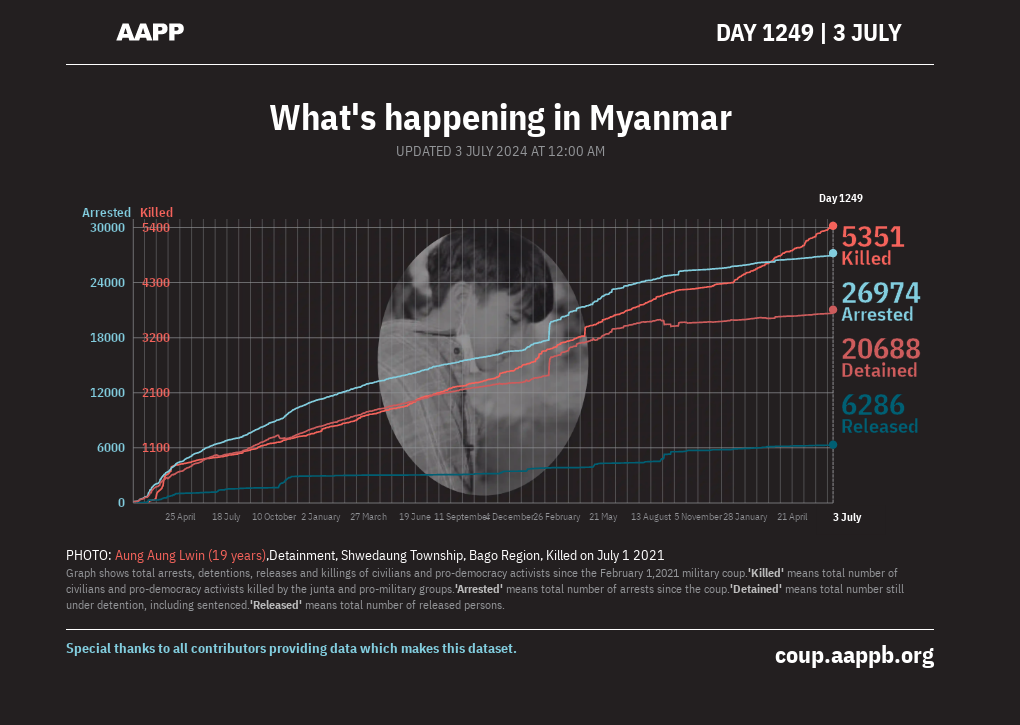 AAPP
DAY 1249 | 3 JULY
What's happening in Myanmar
UPDATED 3 JULY 2024 AT 12:00 AM
Day 1249
Arrested Killed
30000 5400
24000 4300
18000 3200
12000 2100
6000 1100
0
5351
Killed
26974
Arrested
20688
Detained
6286
Released
25 April 18 July 10 October 2 January 27 March 19 June 11 September 4 December 26 February 21 May 13 August 5 November 28 January 21 April 3 July
PHOTO: Aung Aung Lwin (19 years),Detainment, Shwedaung Township, Bago Region, Killed on July 1 2021
Graph shows total arrests, detentions, releases and killings of civilians and pro-democracy activists since the February 1,2021 military coup.'Killed' means total number of
civilians and pro-democracy activists killed by the junta and pro-military groups.'Arrested' means total number of arrests since the coup.'Detained' means total number still
under detention, including sentenced.'Released' means total number of released persons.
Special thanks to all contributors providing data which makes this dataset.
coup.aappb.org